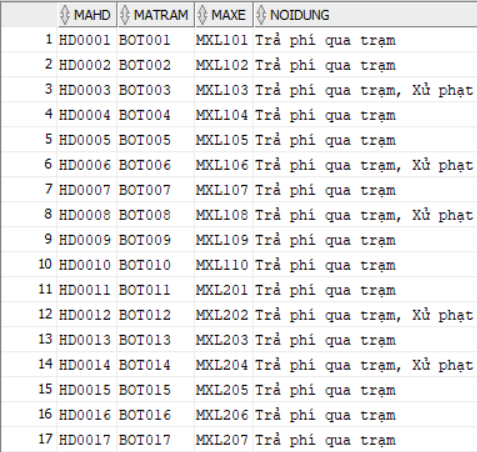 MAHD MATRAM MAXE NOIDUNG
1 HD0001 BOT001 MXL101 Trả phí qua trạm
2 HD0002 BOT002 MXL102 Trả phí qua trạm
3 HD0003 BOT003 MXL103 Trả phí qua trạm, Xử phạt
4 HD0004 BOT004 MXL104 Trả phí qua trạm
5 HD0005 BOT005 MXL105 Trả phí qua trạm
6 HD0006 BOT006 MXL106 Trả phí qua trạm, Xử phạt
7 HD0007 BOT007 MXL107 Trả phí qua trạm
8 HD0008 BOT008 MXL108 Trả phí qua trạm, Xử phạt
9 HD0009 BOT009 MXL109 Trả phí qua trạm
10 HD0010 BOT010 MXL110 Trả phí qua trạm
11 HD0011 BOT011 MXL201 Trả phí qua trạm
12 HD0012 BOT012 MXL202 Trả phí qua trạm, Xử phạt
13 HD0013 BOT013 MXL203 Trả phí qua trạm
14 HD0014 BOT014 MXL204 Trả phí qua trạm, Xử phạt
15 HD0015 BOT015 MXL205 Trả phí qua trạm
16 HD0016 BOT016 MXL206 Trả phí qua trạm
17 HD0017 BOT017 MXL207 Trả phí qua trạm